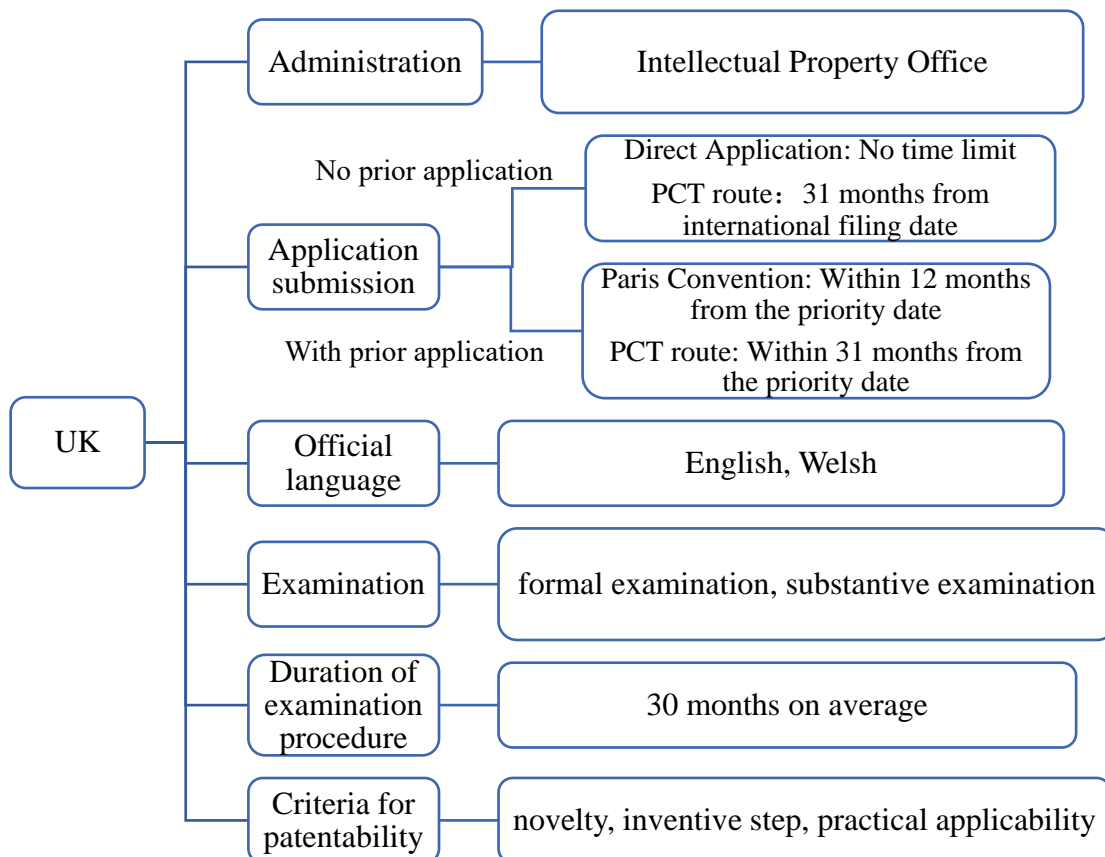 Administration
Intellectual Property Office
No prior application
Direct Application: No time limit
PCT route：31 months from
international filing date
Application
submission
With prior application
Paris Convention: Within 12 months
from the priority date
PCT route: Within 31 months from
the priority date
UK
Official
language
English, Welsh
Examination
formal examination, substantive examination
Duration of
examination
procedure
30 months on average
Criteria for
patentability
novelty, inventive step, practical applicability